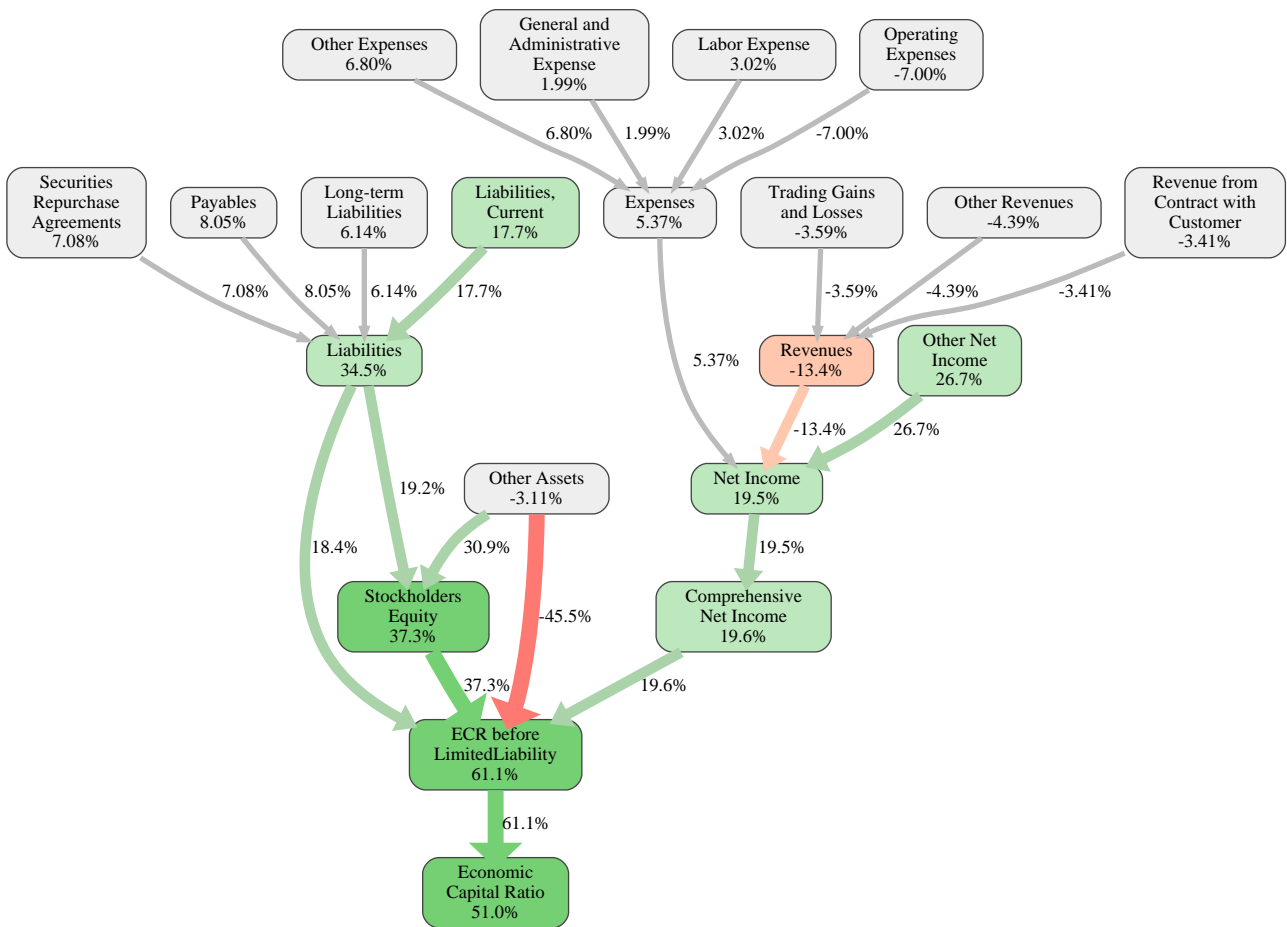 Other Expenses
6.80%
General and
Administrative
Expense
1.99%
Labor Expense
3.02%
Operating
Expenses
-7.00%
6.80%
1.99%
3.02%
-7.00%
Securities
Repurchase
Agreements
7.08%
Payables
8.05%
Long-term
Liabilities
6.14%
Liabilities,
Current
17.7%
Expenses
5.37%
Trading Gains
and Losses
-3.59%
Other Revenues
-4.39%
Revenue from
Contract with
Customer
-3.41%
7.08%
8.05%
6.14%
17.7%
-3.59%
-4.39%
-3.41%
Liabilities
34.5%
5.37%
Revenues
-13.4%
Other Net
Income
26.7%
-13.4%
26.7%
19.2%
Other Assets
-3.11%
Net Income
19.5%
18.4%
30.9%
19.5%
Stockholders
Equity
37.3%
-45.5%
Comprehensive
Net Income
19.6%
37.3%
19.6%
ECR before
LimitedLiability
61.1%
61.1%
Economic
Capital Ratio
51.0%